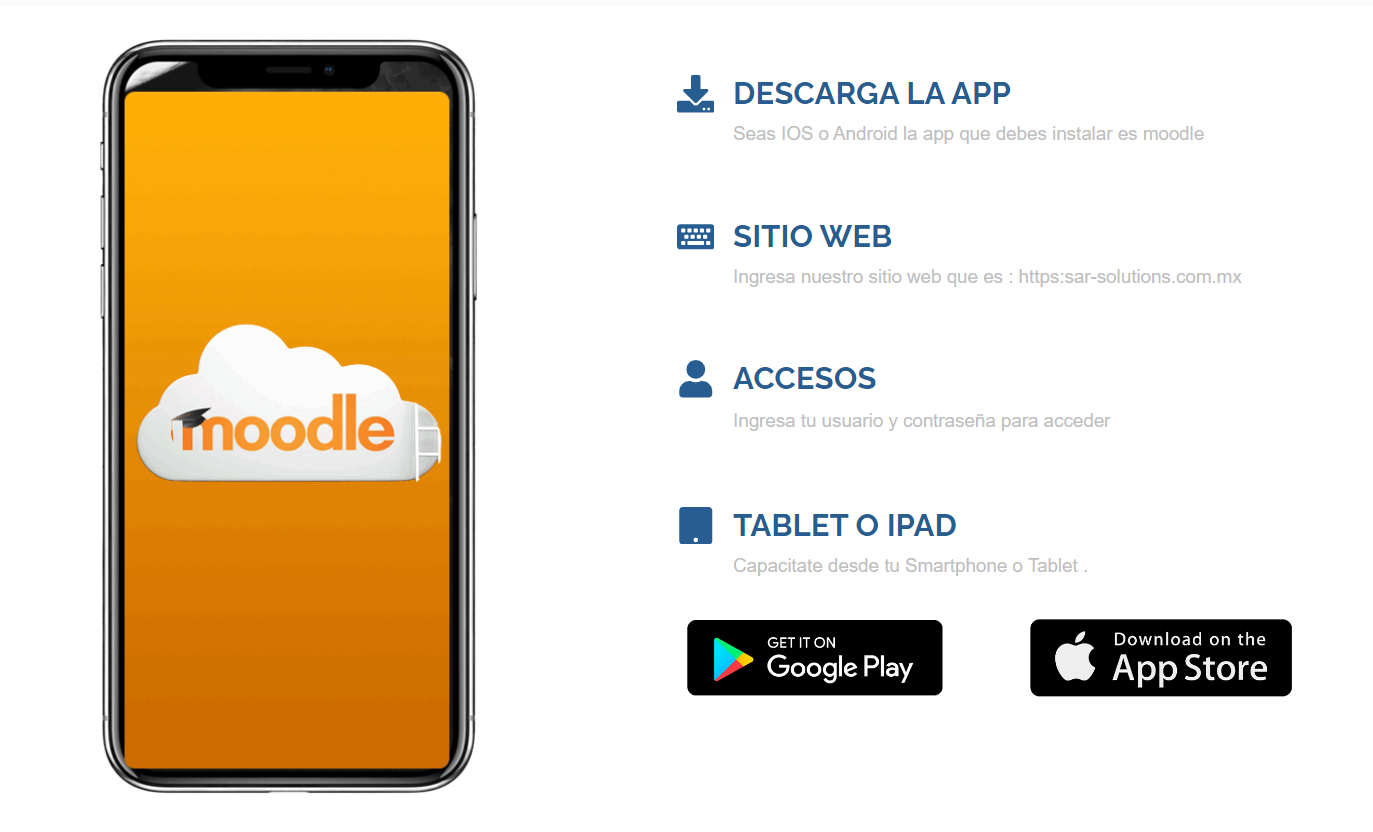 moodle
DESCARGA LA APP
Seas IOS o Android la app que debes instalar es moodle
SITIO WEB
Ingresa nuestro sitio web que es : https:sar-solutions.com.mx
ACCESOS
Ingresa tu usuario y contraseña para acceder
TABLET O IPAD
Capacitate desde tu Smartphone o Tablet .
GET IT ON
Google Play
Download on the
App Store